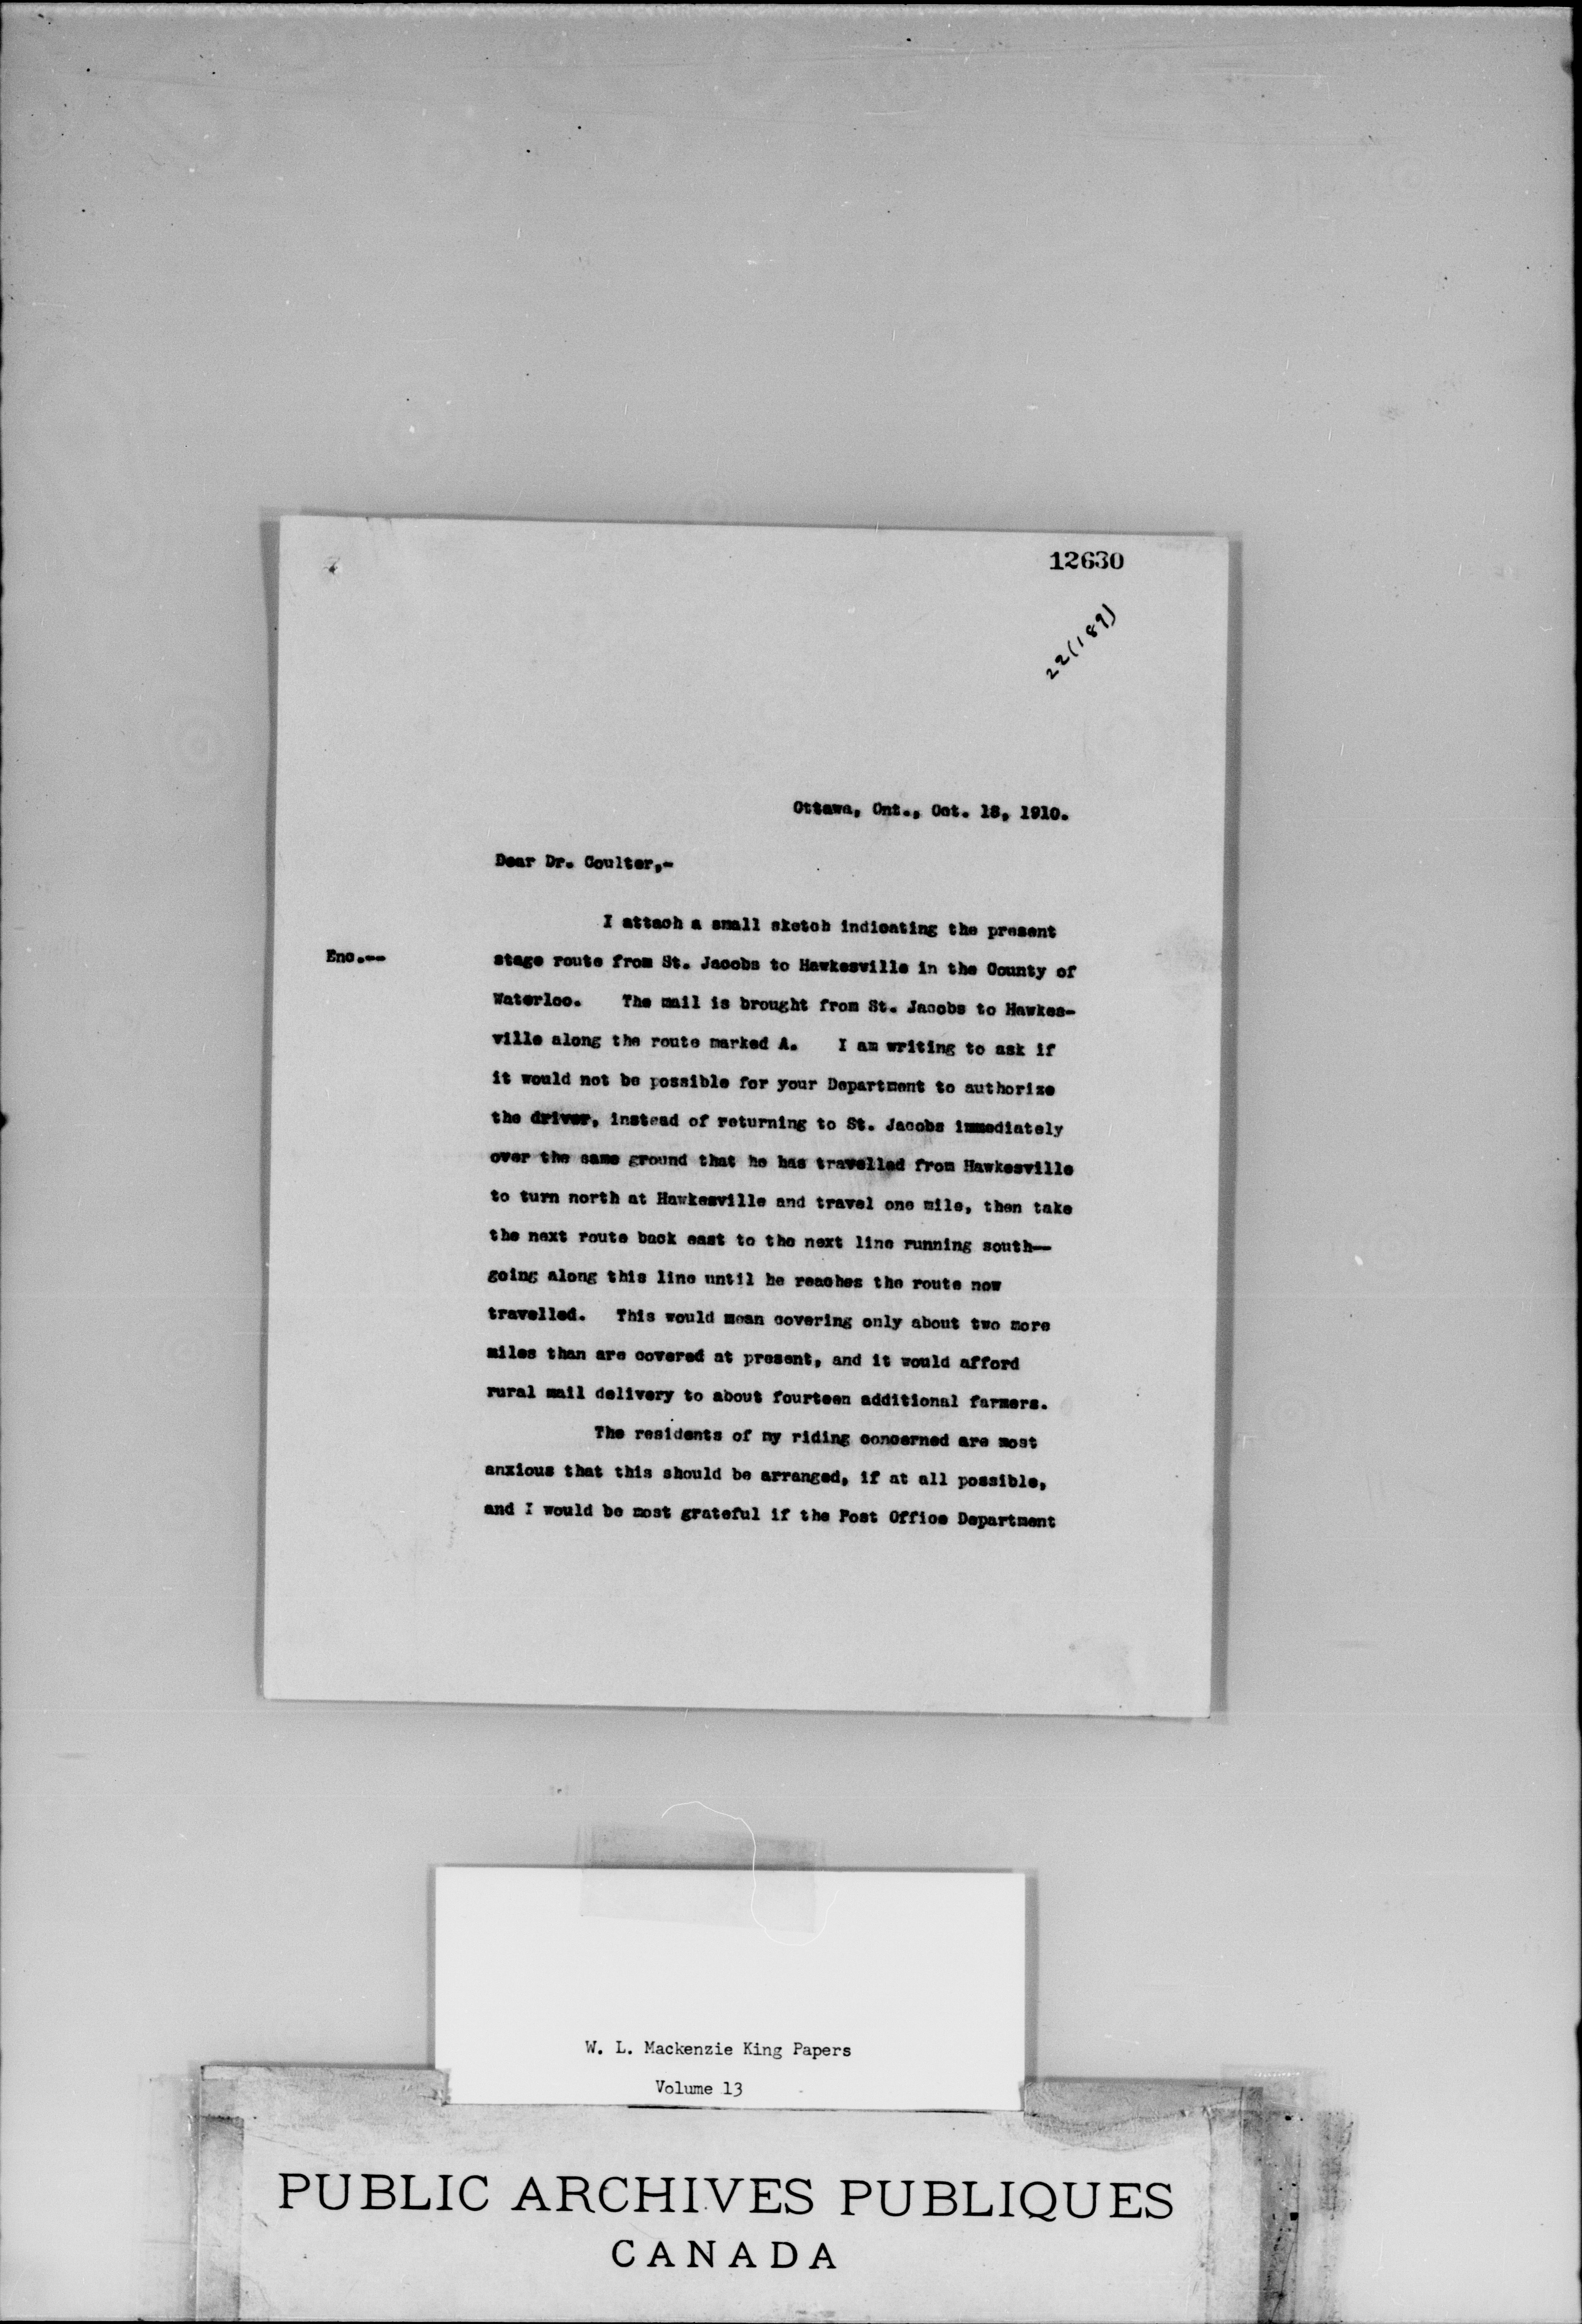 12630
22(189)
Ottawa, Ont., Oct. 18, 1910.
Dear Dr. Coulter,-
I attach a small sketch indicating the present
Enc.--
stage route from St. Jacobs to Hawkesville in the County of
Waterloo. The mail is brought from St. Jacobs to Hawkes-
ville along the route marked A. I am writing to ask if
it would not be possible for your Department to authorize
the driver, instead of returning to St. Jacobs immediately
over the same ground that he has travelled from Hawkesville
to turn north at Hawkesville and travel one mile, then take
the next route back east to the next line running south--
going along this line until he reaches the route now
travelled. This would mean covering only about two more
miles than are covered at present, and it would afford
rural mail delivery to about fourteen additional farmers.
The residents of my riding concerned are most
anxious that this should be arranged, if at all possible,
and I would be most grateful if the Post Office Department
W. L. Mackenzie King Papers
Volume 13
PUBLIC ARCHIVES PUBLIQUES
CANADA